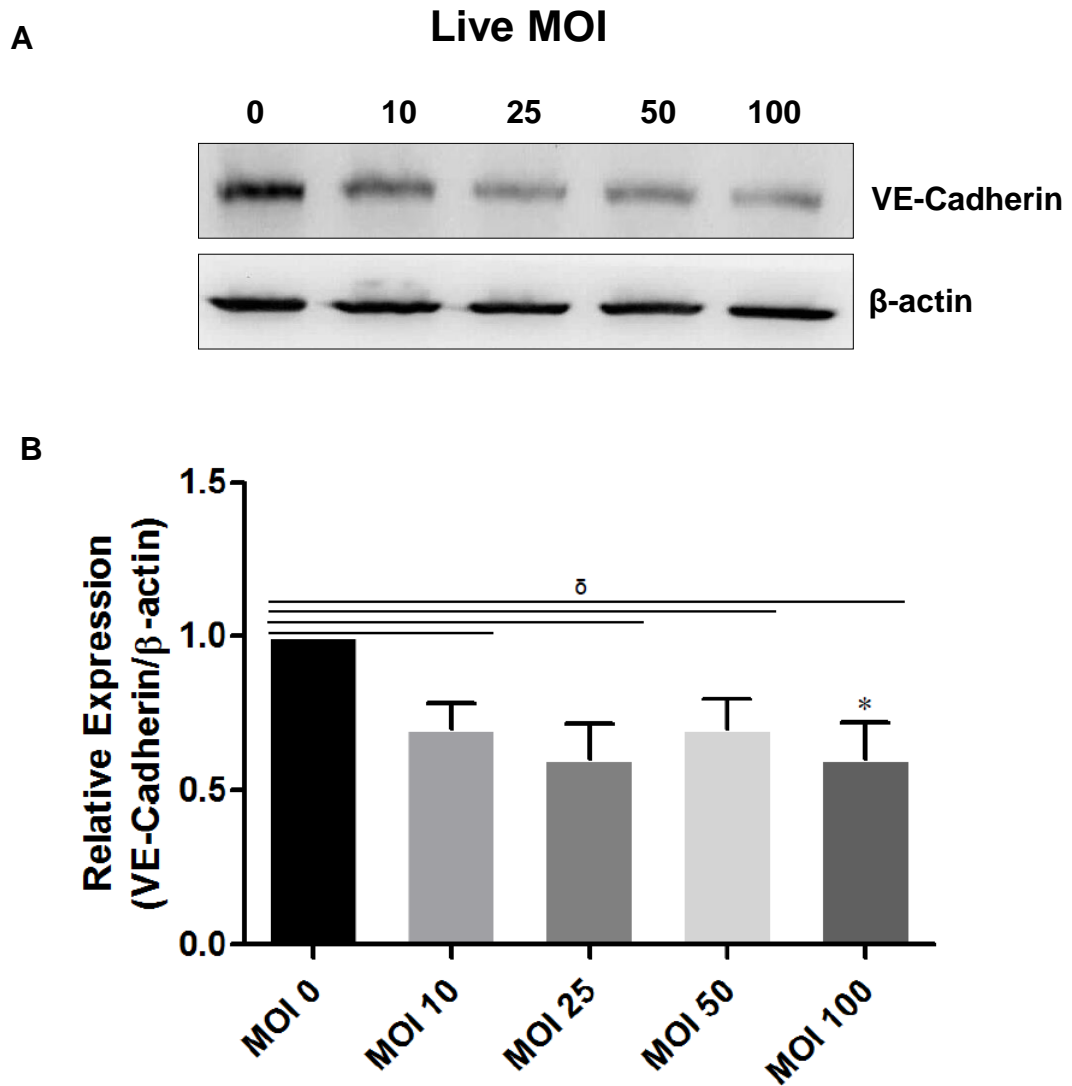 A
Live MOI
0 10 25 50 100
VE-Cadherin
β-actin
B
1.5
1.0
0.5
0.0
Relative Expression
(VE-Cadherin/β-actin)
δ
*
MOI 0 MOI 10 MOI 25 MOI 50 MOI 100